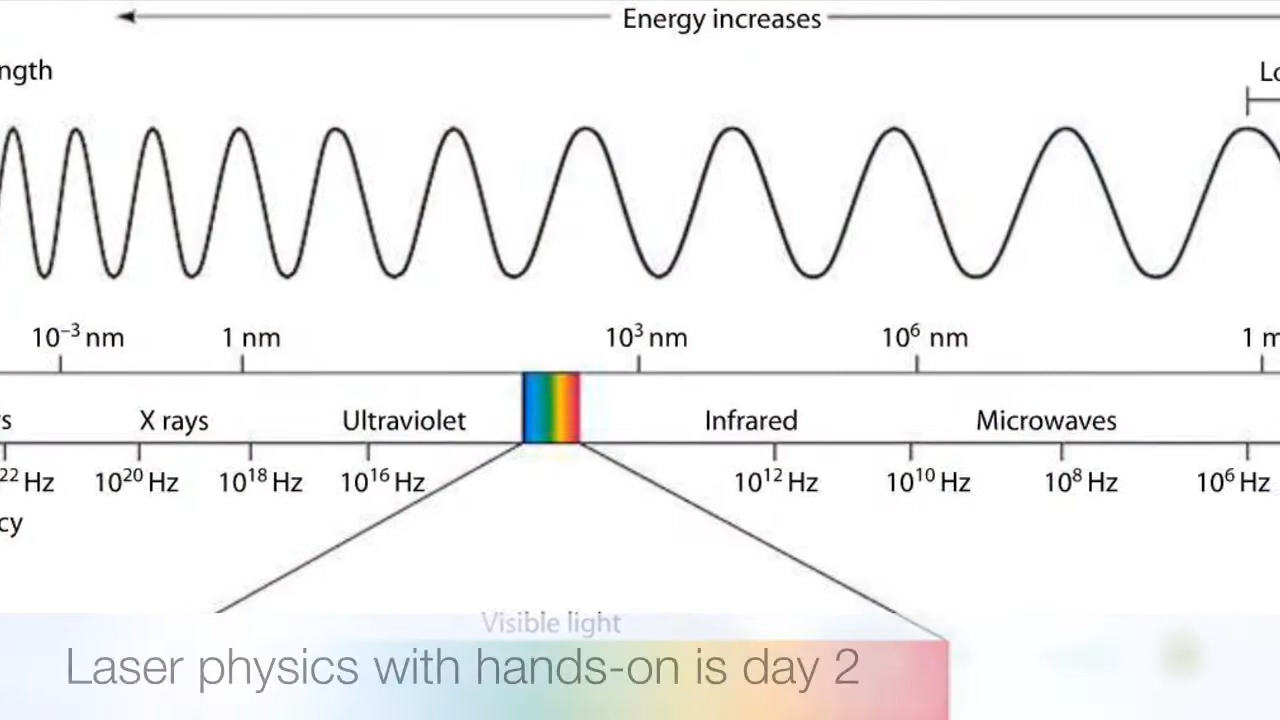 Energy increases
ngth
10⁻³ nm 1 nm 10³ nm 10⁶ nm 1 m
X rays Ultraviolet Infrared Microwaves
²² Hz 10²⁰ Hz 10¹⁸ Hz 10¹⁶ Hz 10¹² Hz 10¹⁰ Hz 10⁸ Hz 10⁶ Hz
cy
Visible light
Laser physics with hands-on is day 2